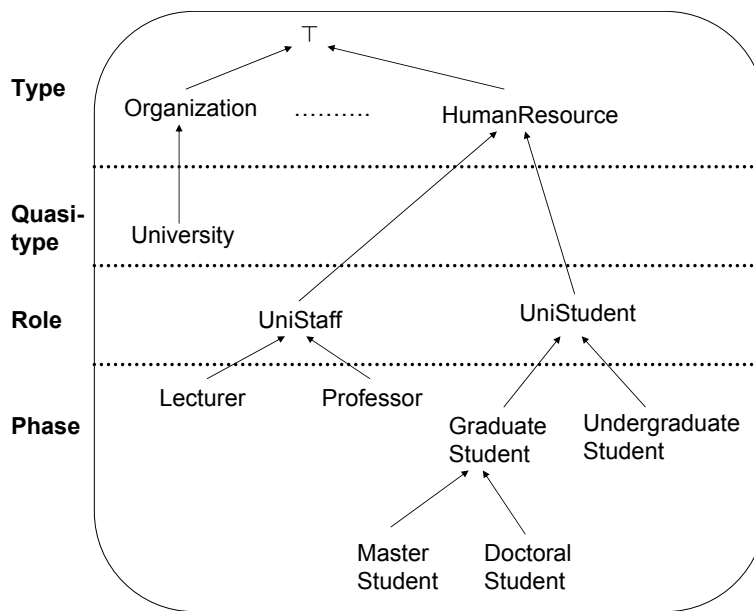 ⊤
Type
Organization
..........
HumanResource
Quasi-
type
University
Role
UniStaff
UniStudent
Lecturer
Professor
Phase
Graduate
Student
Undergraduate
Student
Master
Student
Doctoral
Student